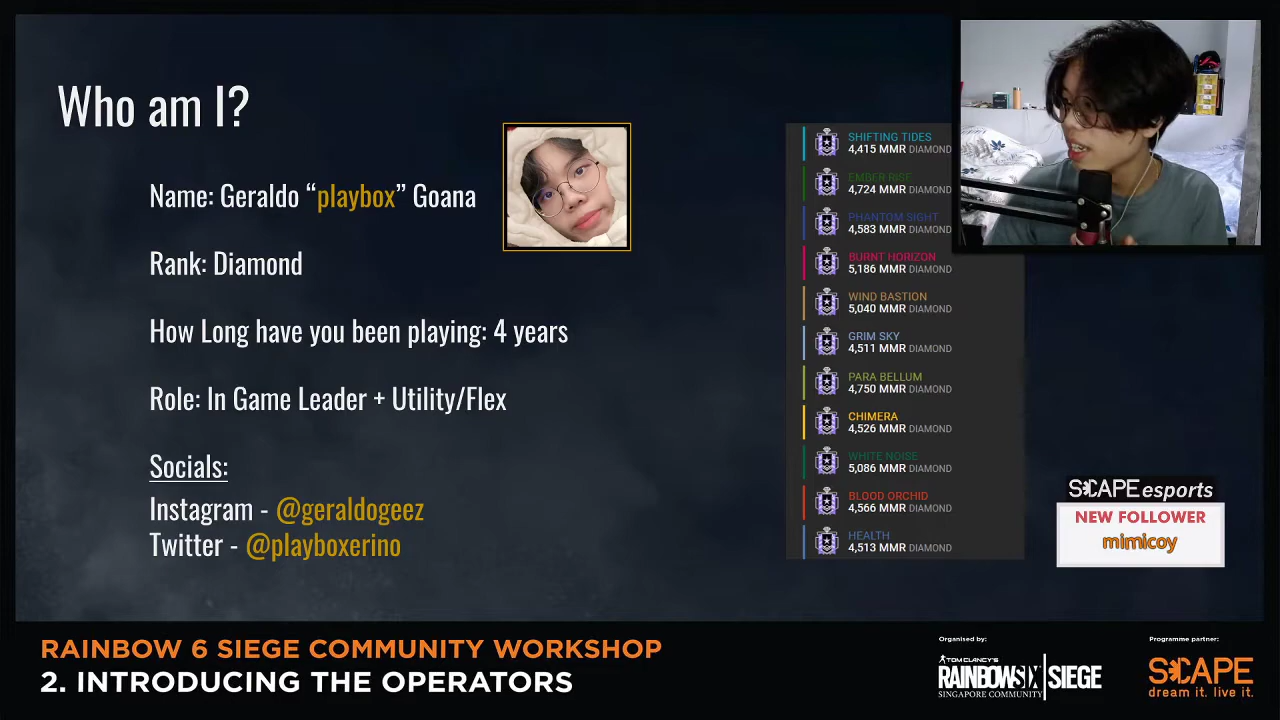 Who am I?
Name: Geraldo “playbox” Goana
Rank: Diamond
How Long have you been playing: 4 years
Role: In Game Leader + Utility/Flex
Socials:
Instagram - @geraldogeez
Twitter - @playboxerino
SHIFTING TIDES
4,415 MMR DIAMOND
EMBER RISE
4,724 MMR DIAMOND
PHANTOM SIGHT
4,583 MMR DIAMOND
BURNT HORIZON
5,186 MMR DIAMOND
WIND BASTION
5,040 MMR DIAMOND
GRIM SKY
4,511 MMR DIAMOND
PARA BELLUM
4,750 MMR DIAMOND
CHIMERA
4,526 MMR DIAMOND
WHITE NOISE
5,086 MMR DIAMOND
BLOOD ORCHID
4,566 MMR DIAMOND
HEALTH
4,513 MMR DIAMOND
SCAPE esports
NEW FOLLOWER
mimicoy
RAINBOW 6 SIEGE COMMUNITY WORKSHOP
2. INTRODUCING THE OPERATORS
Organised by:
TOM CLANCY'S
RAINBOW SIX SIEGE
SINGAPORE COMMUNITY
Programme partner:
SCAPE
dream it. live it.